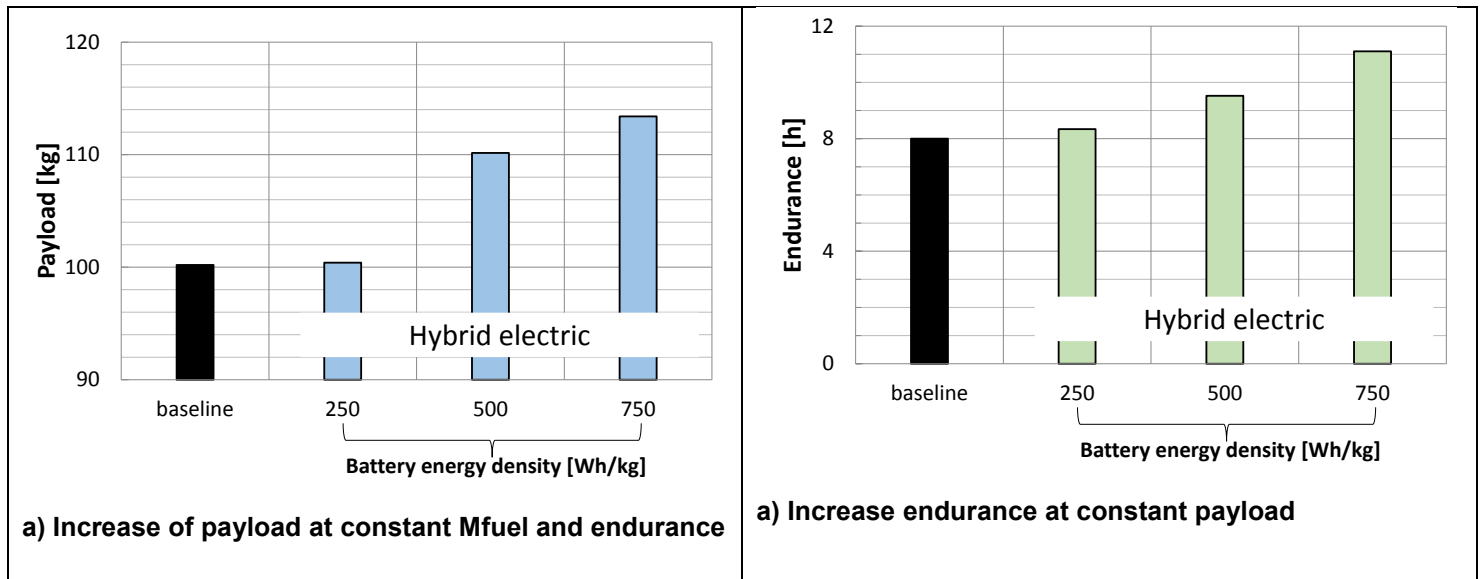 120
110
100
90
Payload [kg]
Hybrid electric
baseline 250 500 750
Battery energy density [Wh/kg]
a) Increase of payload at constant Mfuel and endurance
12
8
4
0
Endurance [h]
Hybrid electric
baseline 250 500 750
Battery energy density [Wh/kg]
a) Increase endurance at constant payload